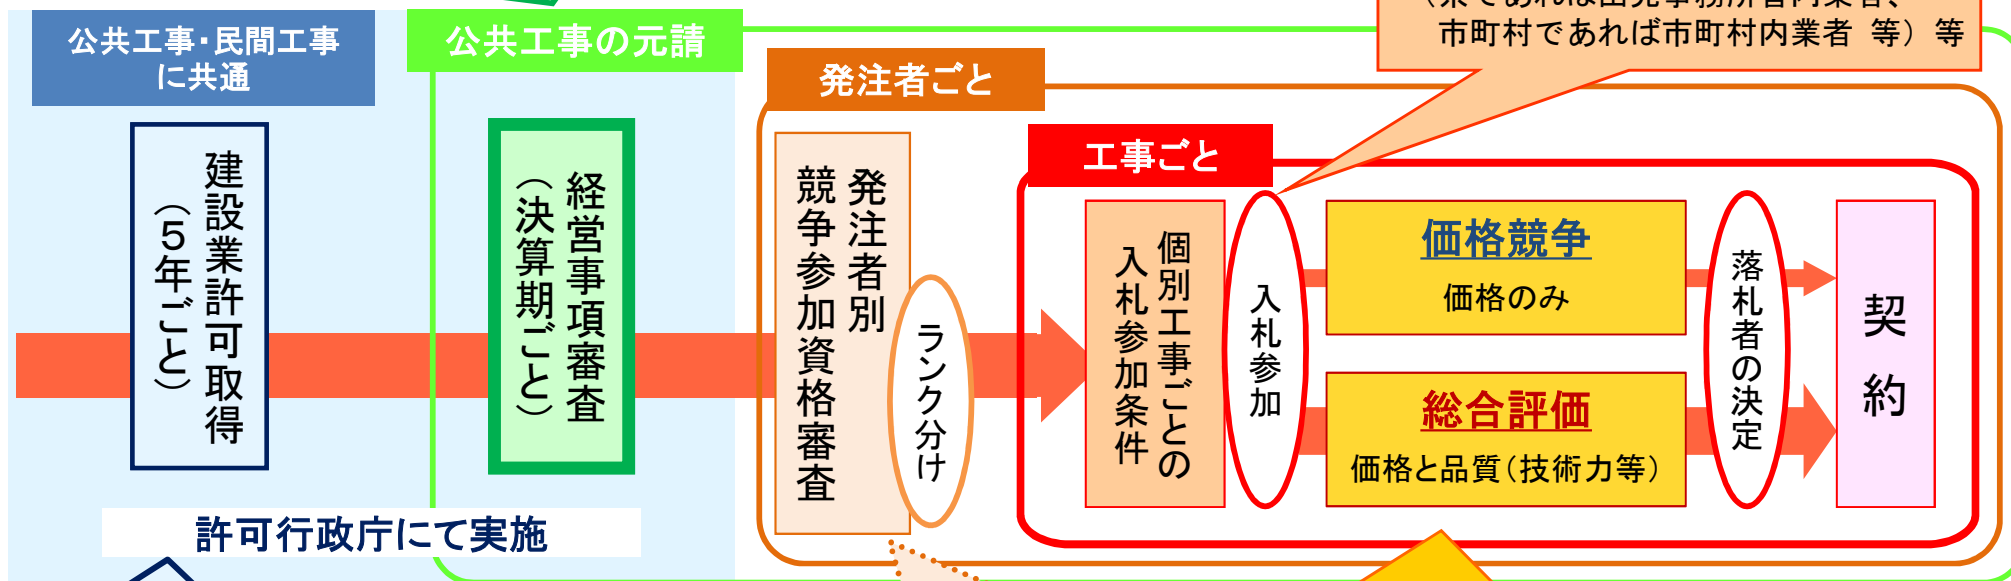 公共工事・民間工事
に共通
公共工事の元請
市町村であれば市町村内業者 等）等
発注者ごと
工事ごと
建設業許可取得
（５年ごと）
経営事項審査
（決算期ごと）
発注者別
競争参加資格審査
ランク分け
個別工事ごとの
入札参加条件
入札参加
価格競争
価格のみ
総合評価
価格と品質（技術力等）
落札者の決定
契約
許可行政庁にて実施